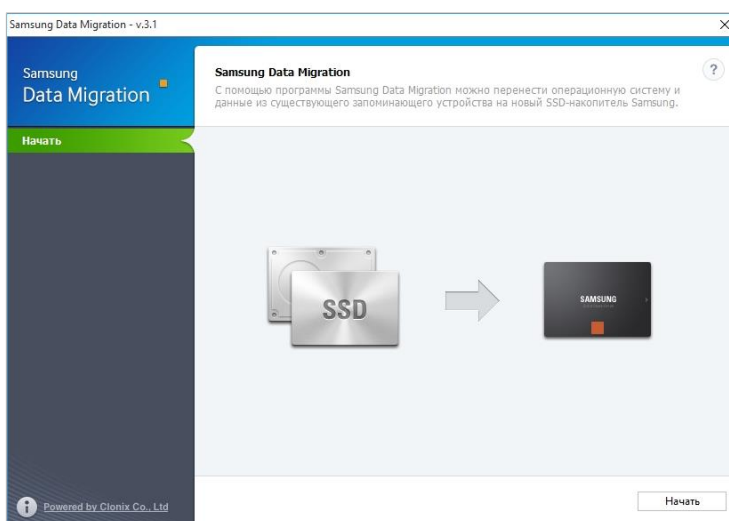 Samsung Data Migration - v.3.1
Samsung
Data Migration
Samsung Data Migration
С помощью программы Samsung Data Migration можно перенести операционную систему и
данные из существующего запоминающего устройства на новый SSD-накопитель Samsung.
?
Начать
SSD
SAMSUNG
Powered by Clonix Co., Ltd
Начать